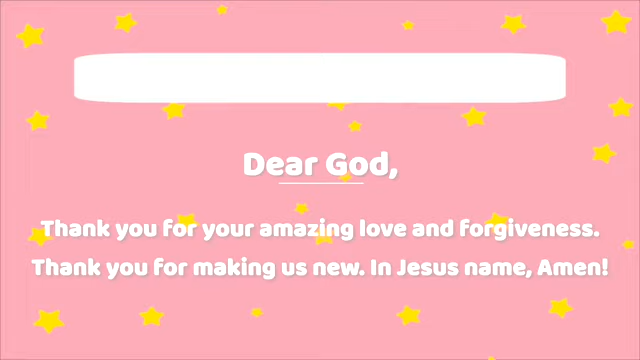 Dear God,
Thank you for your amazing love and forgiveness.
Thank you for making us new. In Jesus name, Amen!